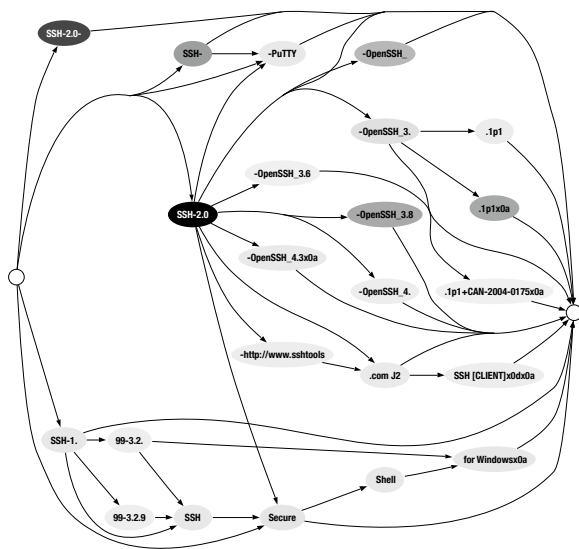 SSH-2.0-
SSH-
-PuTTY
-OpenSSH_
-OpenSSH_3.
.1p1
-OpenSSH_3.6
SSH-2.0
-OpenSSH_3.8
.1p1x0a
-OpenSSH_4.3x0a
-OpenSSH_4.
.1p1+CAN-2004-0175x0a
-http://www.sshtools
.com J2
SSH [CLIENT]x0dx0a
SSH-1.
99-3.2.
for Windowsx0a
Shell
99-3.2.9
SSH
Secure